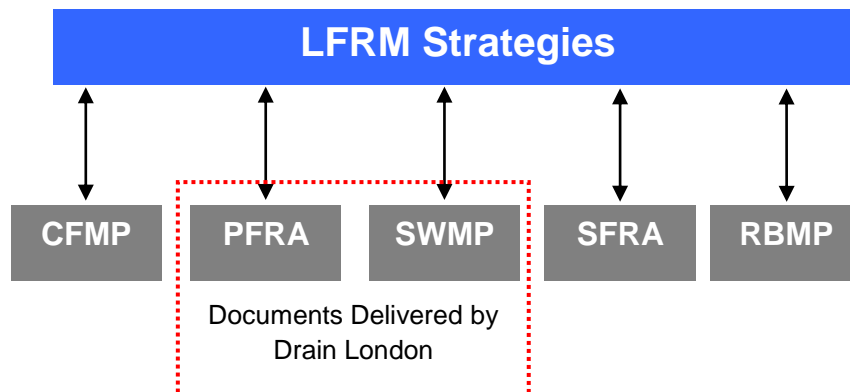 LFRM Strategies
CFMP
PFRA
SWMP
SFRA
RBMP
Documents Delivered by
Drain London